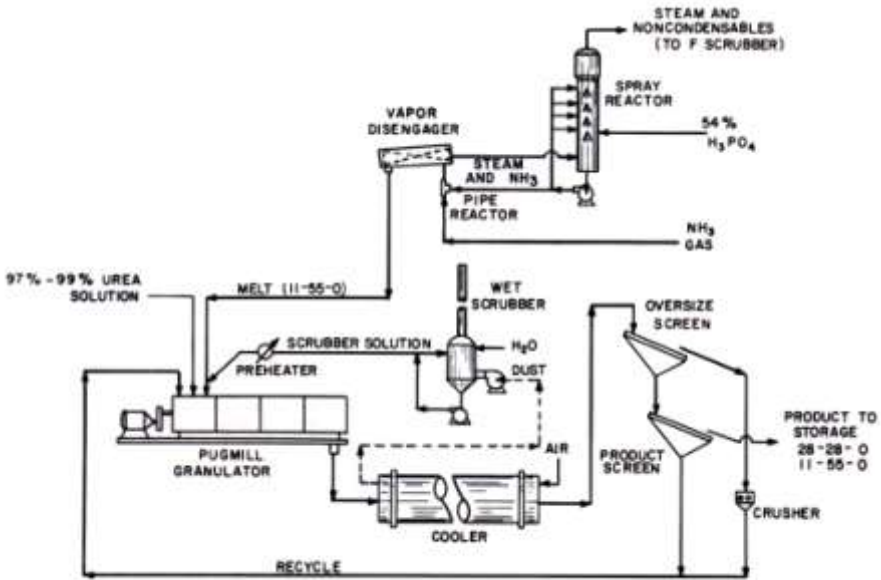 STEAM AND
NONCONDENSABLES
(TO F SCRUBBER)
SPRAY
REACTOR
VAPOR
DISENGAGER
54%
H₃PO₄
STEAM
AND NH₃
PIPE
REACTOR
NH₃
GAS
97%-99% UREA
SOLUTION
MELT (11-55-0)
WET
SCRUBBER
OVERSIZE
SCREEN
SCRUBBER SOLUTION
H₂O
PREHEATER
DUST
PRODUCT TO
STORAGE
28-28-0
11-55-0
PUGMILL
GRANULATOR
AIR
PRODUCT
SCREEN
CRUSHER
COOLER
RECYCLE